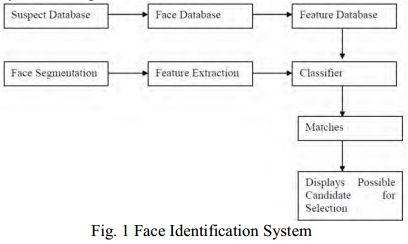 Suspect Database
Face Database
Feature Database
Face Segmentation
Feature Extraction
Classifier
Matches
Displays Possible
Candidate for
Selection
Fig. 1 Face Identification System